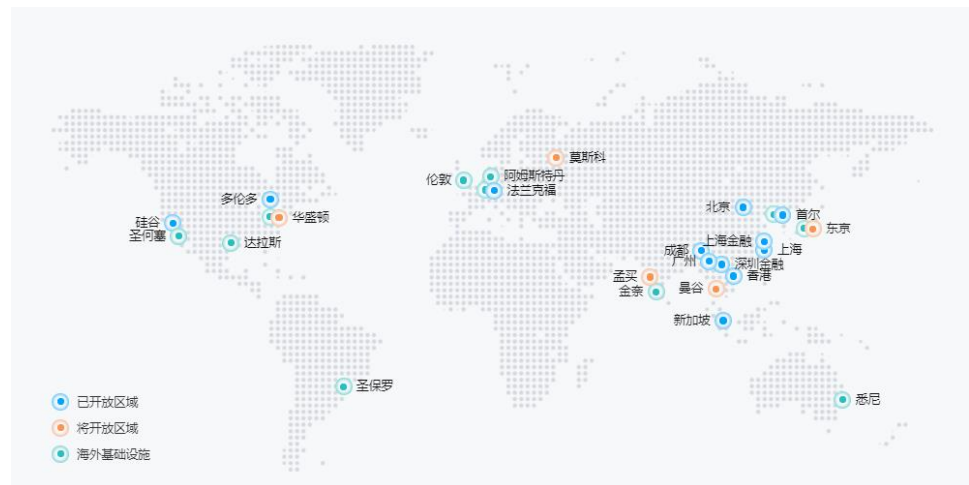 莫斯科
伦敦
阿姆斯特丹
法兰克福
多伦多
北京
华盛顿
首尔
硅谷
圣何塞
东京
达拉斯
上海金融
成都
上海
广州
深圳金融
孟买
香港
金奈
曼谷
新加坡
圣保罗
悉尼
已开放区域
将开放区域
海外基础设施